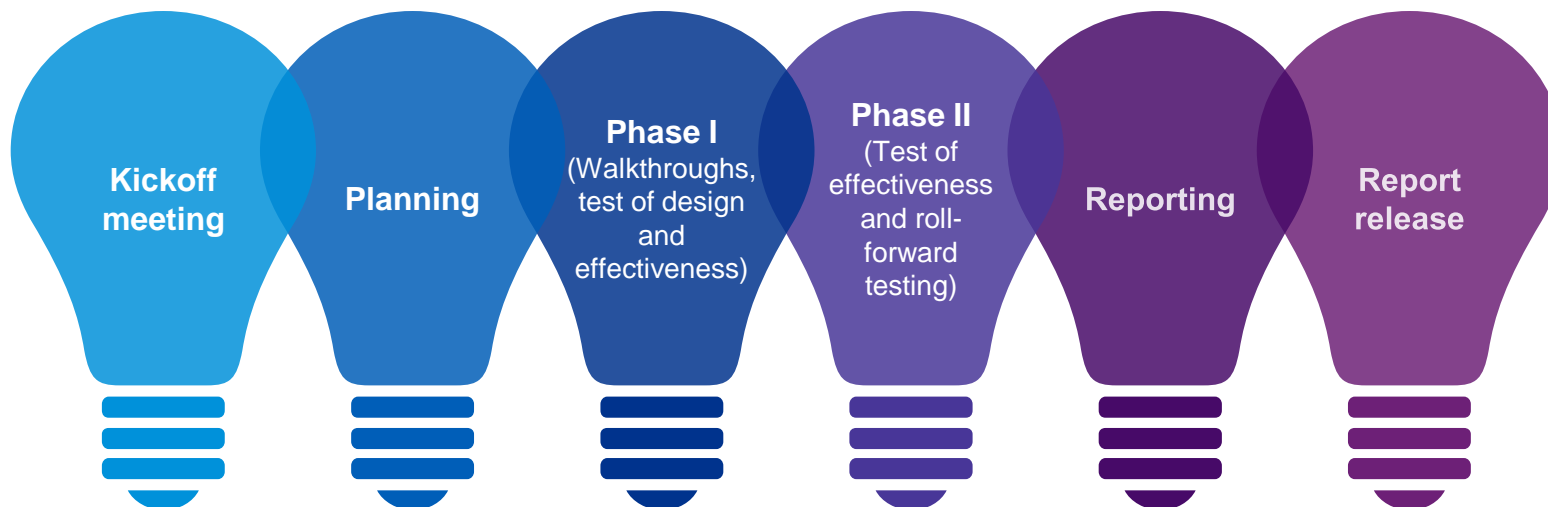 Kickoff
meeting
Planning
Phase I
(Walkthroughs,
test of design
and
effectiveness)
Phase II
(Test of
effectiveness
and roll-
forward
testing)
Reporting
Report
release